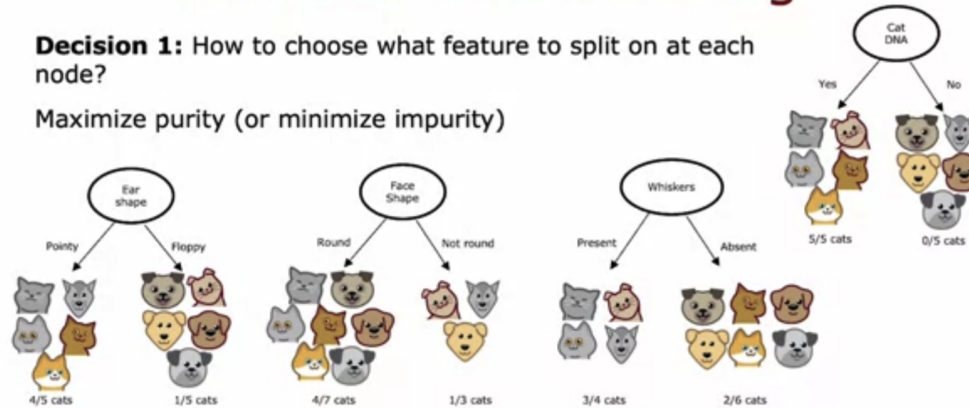 Decision 1: How to choose what feature to split on at each
node?
Maximize purity (or minimize impurity)
Cat
DNA
Yes
No
5/5 cats
0/5 cats
Ear
shape
Pointy
Floppy
4/5 cats
1/5 cats
Face
Shape
Round
Not round
4/7 cats
1/3 cats
Whiskers
Present
Absent
3/4 cats
2/6 cats